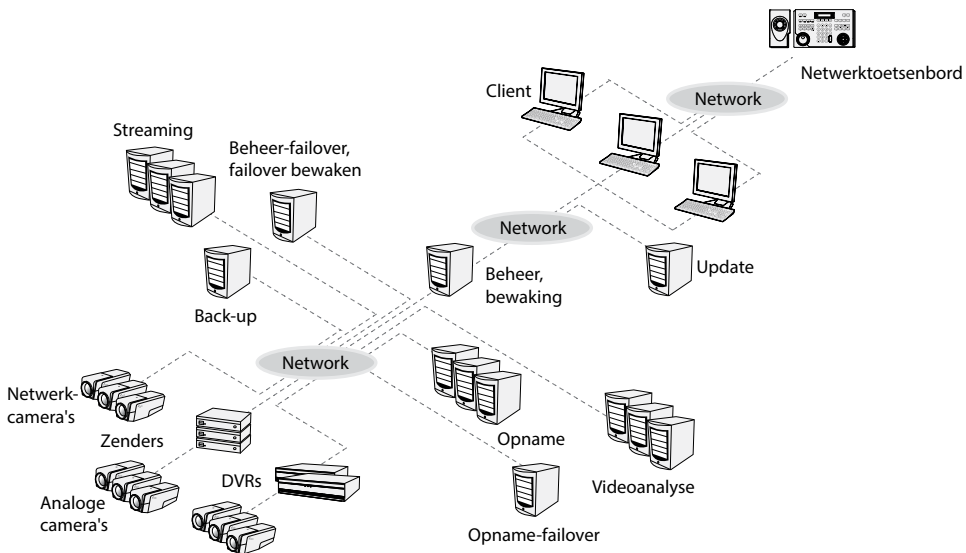 Netwerktoetsenbord
Client
Network
Streaming
Beheer-failover,
failover bewaken
Network
Beheer,
bewaking
Update
Back-up
Network
Netwerk-
camera's
Zenders
Opname
Analoge
camera's
DVRs
Videoanalyse
Opname-failover